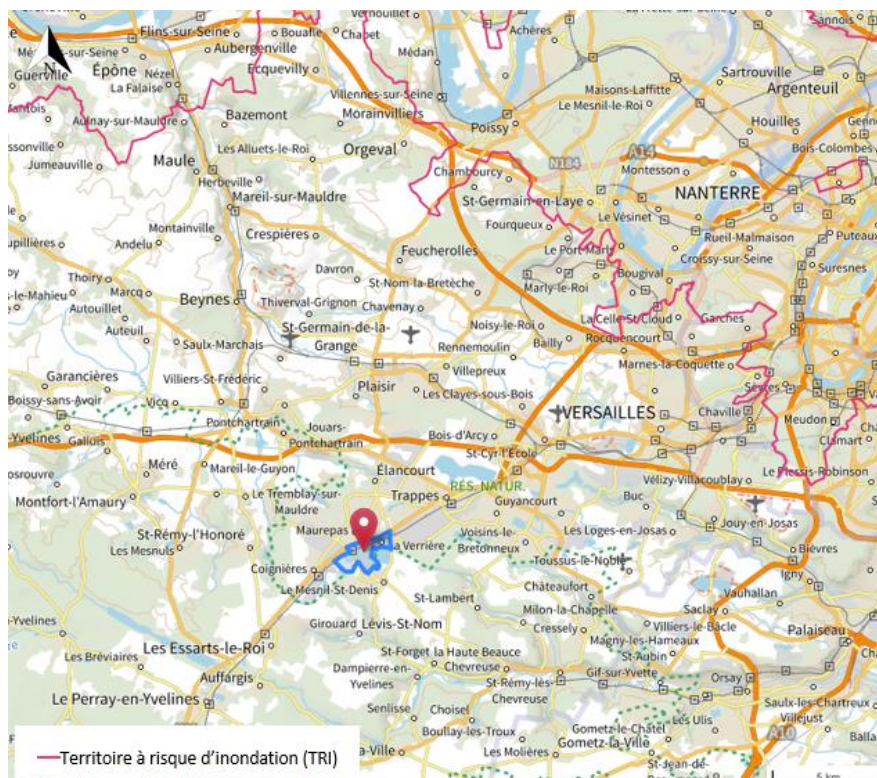 Flins-sur-Seine
Vernouillet
Bouafle
Chapet
Aubergenville
Médan
Achères
Sannois
Épône
Nézel
Ecquevilly
Guerville
La Falaise
Villennes-sur-Seine
Maisons-Laffitte
Sartrouville
Le Mesnil-le-Roi
Argenteuil
Aulnay-sur-Mauldre
Bazemont
Morainvilliers
Poissy
Houilles
Jumeauville
Maule
Les Alluets-le-Roi
Orgeval
N184
A14
Bois-Colombes
Herbeville
Chambourcy
Montesson
NANTERRE
Mareil-sur-Mauldre
St-Germain-en-Laye
Fourqueux
Le Vésinet
Montainville
Crespières
Rueil-Malmaison
Puteaux
Andelu
Feucherolles
Le Port-Marly
Croissy-sur-Seine
Thoiry
Davron
St-Nom-la-Bretèche
Marly-le-Roi
Bougival
Suresnes
Marcq
Beynes
Thiverval-Grignon
Chavenay
Autouillet
Auteuil
St-Germain-de-la-
Grange
Noisy-le-Roi
La Celle-St-Cloud
Garches
Saulx-Marchais
Rennemoulin
Bailly
Rocquencourt
Garancières
Villiers-St-Frédéric
Villepreux
Marnes-la-Coquette
Boissy-sans-Avoir
Vicq
Plaisir
Les Clayes-sous-Bois
Sèvres
Pontchartrain
Jouars-
Pontchartrain
VERSAILLES
Chaville
Meudon
Yvelines
Galluis
Bois-d'Arcy
Clamart
Méré
Mareil-le-Guyon
Élancourt
St-Cyr-l'École
Vélizy-Villacoublay
Le Plessis-Robinson
Montfort-l'Amaury
Le Tremblay-sur-
Mauldre
Trappes
RÉS. NATUR.
Guyancourt
Buc
St-Rémy-l'Honoré
Maurepas
Voisins-le-
Bretonneux
Les Loges-en-Josas
Jouy-en-Josas
Les Mesnuls
La Verrière
Bièvres
Coignières
Toussus-le-Noble
Igny
Le Mesnil-St-Denis
Châteaufort
Vauhallan
St-Lambert
Milon-la-Chapelle
Saclay
Girouard
Lévis-St-Nom
Cressely
Villiers-le-Bâcle
Palaiseau
Les Essarts-le-Roi
Magny-les-Hameaux
Les Bréviaires
St-Forget
la Haute Beauce
St-Aubin
Auffargis
Dampierre-en-
Yvelines
Chevreuse
Gif-sur-Yvette
Orsay
Le Perray-en-Yvelines
St-Rémy-lès-
Chevreuse
Saulx-les-Chartreux
Senlisse
Choisel
Gometz-le-Châtel
Les Ulis
Villejust
Boullay-les-Troux
Gometz-la-Ville
A10
Les Molières
St-Jean-de-
Territoire à risque d'inondation (TRI)
5 km
N